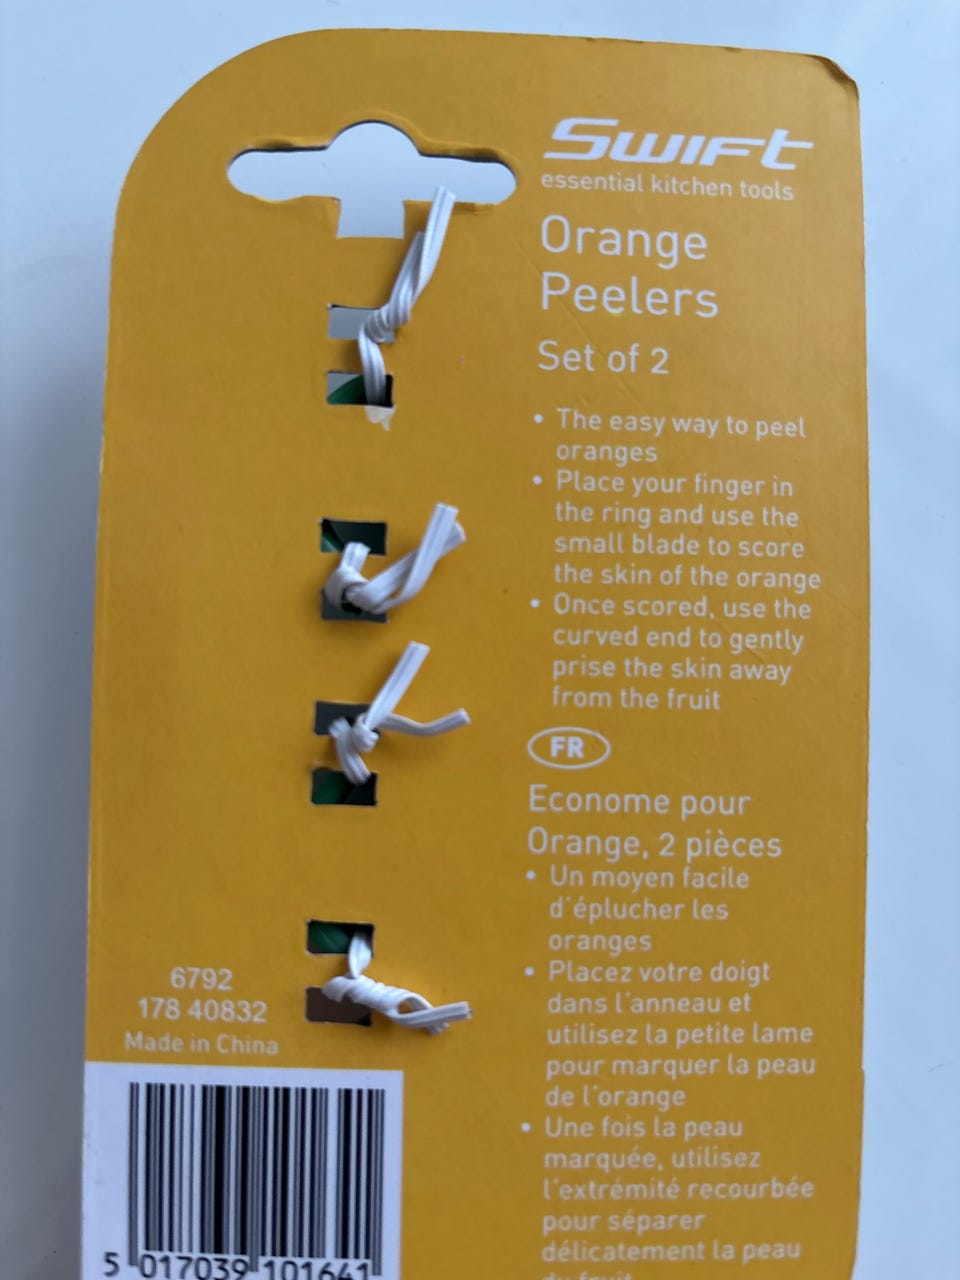 Swift
essential kitchen tools
Orange
Peelers
Set of 2
• The easy way to peel
oranges
• Place your finger in
the ring and use the
small blade to score
the skin of the orange
• Once scored, use the
curved end to gently
prise the skin away
from the fruit
FR
Econome pour
Orange, 2 pièces
• Un moyen facile
d'éplucher les
oranges
• Placez votre doigt
dans l'anneau et
utilisez la petite lame
pour marquer la peau
de l'orange
• Une fois la peau
marquée, utilisez
l'extrémité recourbée
pour séparer
délicatement la peau
du fruit
6792
178 40832
Made in China
5 017039 101641